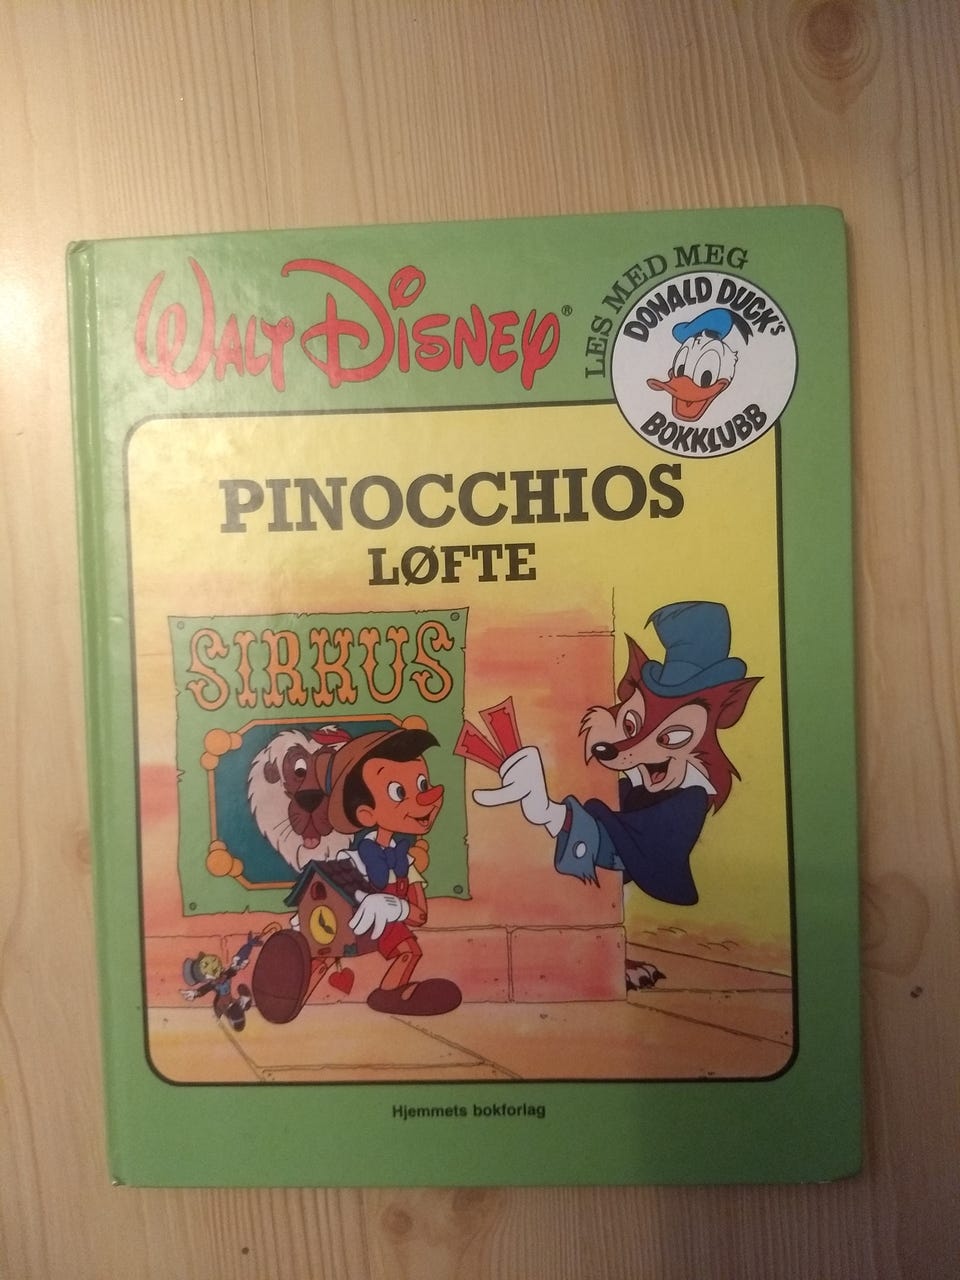 WALT DISNEY®
LES MED MEG
DONALD DUCK's
BOKKLUBB
PINOCCHIOS
LØFTE
SIRKUS
Hjemmets bokforlag